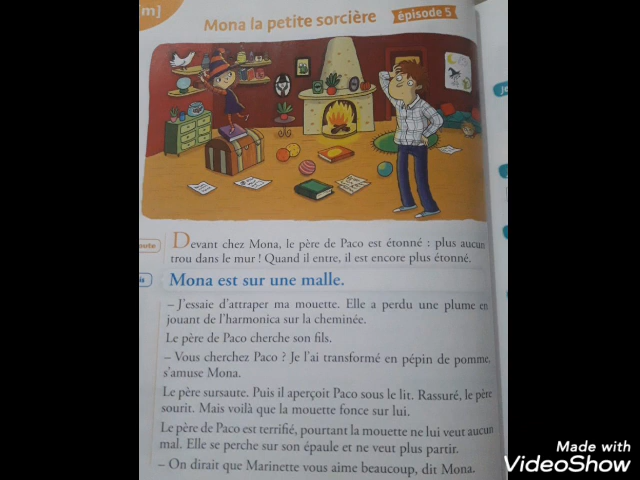 [m]
Mona la petite sorcière
épisode 5
Devant chez Mona, le père de Paco est étonné : plus aucun
trou dans le mur ! Quand il entre, il est encore plus étonné.
Mona est sur une malle.
– J'essaie d'attraper ma mouette. Elle a perdu une plume en
jouant de l'harmonica sur la cheminée.
Le père de Paco cherche son fils.
– Vous cherchez Paco ? Je l'ai transformé en pépin de pomme,
s'amuse Mona.
Le père sursaute. Puis il aperçoit Paco sous le lit. Rassuré, le père
sourit. Mais voilà que la mouette fonce sur lui.
Le père de Paco est terrifié, pourtant la mouette ne lui veut aucun
mal. Elle se perche sur son épaule et ne veut plus partir.
– On dirait que Marinette vous aime beaucoup, dit Mona.
Made with
VideoShow